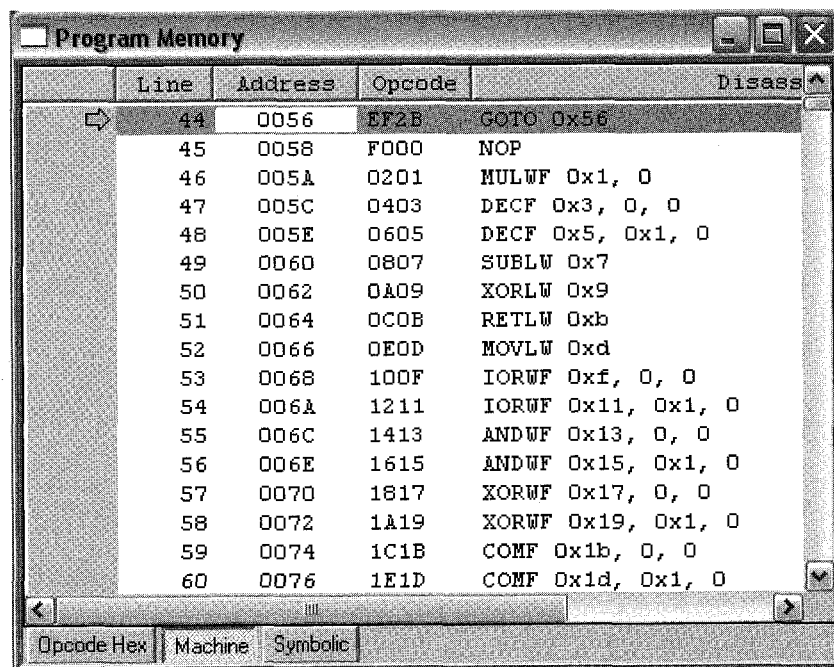 Program Memory
Line Address Opcode Disass
44 0056 EF2B GOTO 0x56
45 0058 F000 NOP
46 005A 0201 MULWF 0x1, 0
47 005C 0403 DECF 0x3, 0, 0
48 005E 0605 DECF 0x5, 0x1, 0
49 0060 0807 SUBLW 0x7
50 0062 0A09 XORLW 0x9
51 0064 0C0B RETLW 0xb
52 0066 0E0D MOVLW 0xd
53 0068 100F IORWF 0xf, 0, 0
54 006A 1211 IORWF 0x11, 0x1, 0
55 006C 1413 ANDWF 0x13, 0, 0
56 006E 1615 ANDWF 0x15, 0x1, 0
57 0070 1817 XORWF 0x17, 0, 0
58 0072 1A19 XORWF 0x19, 0x1, 0
59 0074 1C1B COMF 0x1b, 0, 0
60 0076 1E1D COMF 0x1d, 0x1, 0
Opcode Hex Machine Symbolic